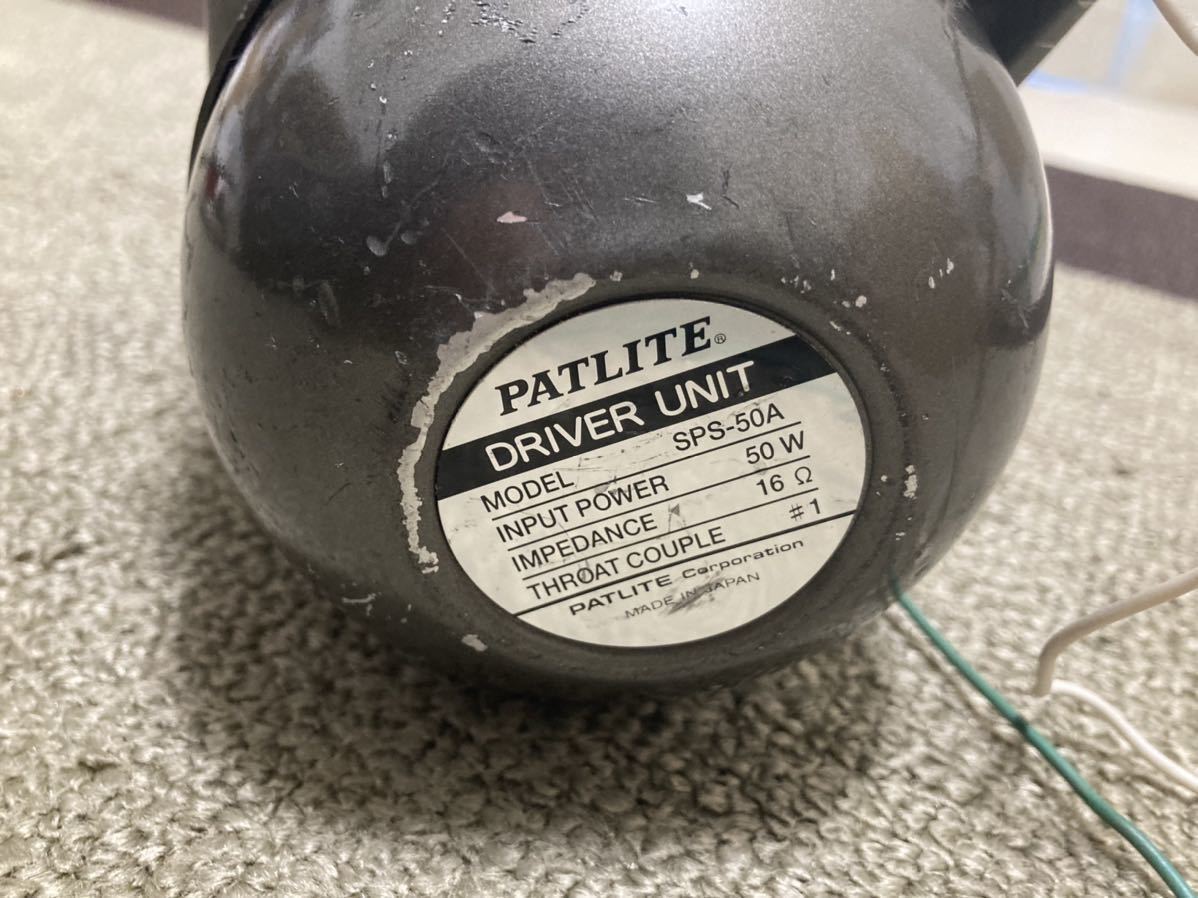 PATLITE®
DRIVER UNIT
MODEL SPS-50A
INPUT POWER 50 W
IMPEDANCE 16 Ω
THROAT COUPLE #1
PATLITE Corporation
MADE IN JAPAN